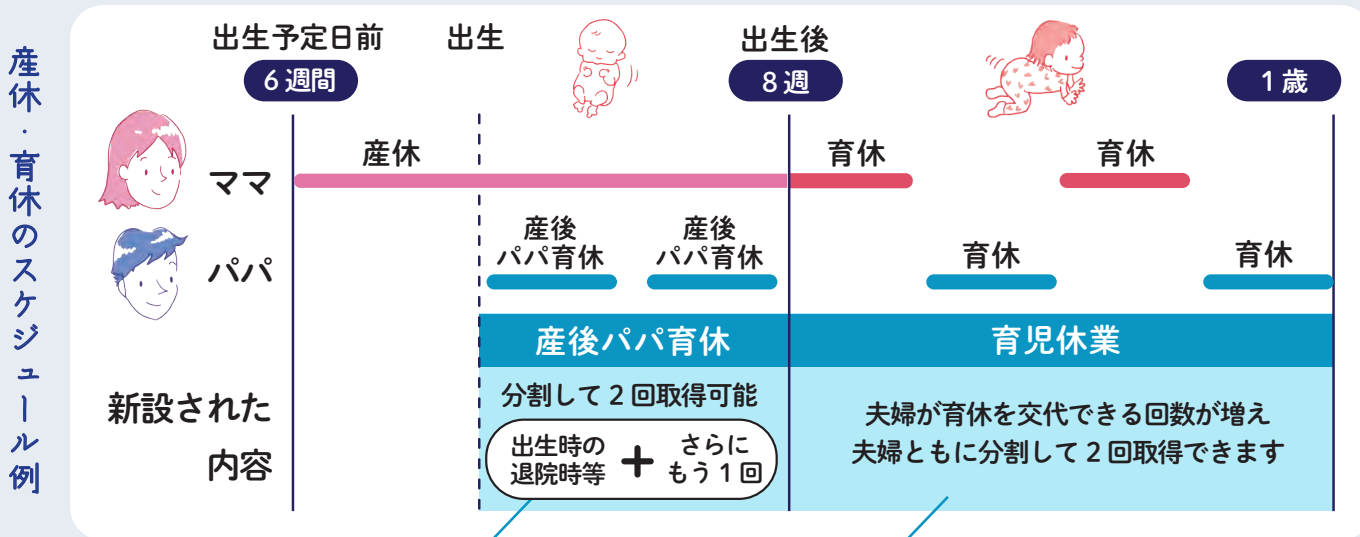 産休・育休のスケジュール例
出生予定日前
6週間
出生
出生後
8週
1歳
ママ
産休
育休
育休
パパ
産後
パパ育休
産後
パパ育休
育休
育休
産後パパ育休
育児休業
新設された
内容
分割して2回取得可能
出生時の
退院時等
+
さらに
もう1回
夫婦が育休を交代できる回数が増え
夫婦ともに分割して2回取得できます